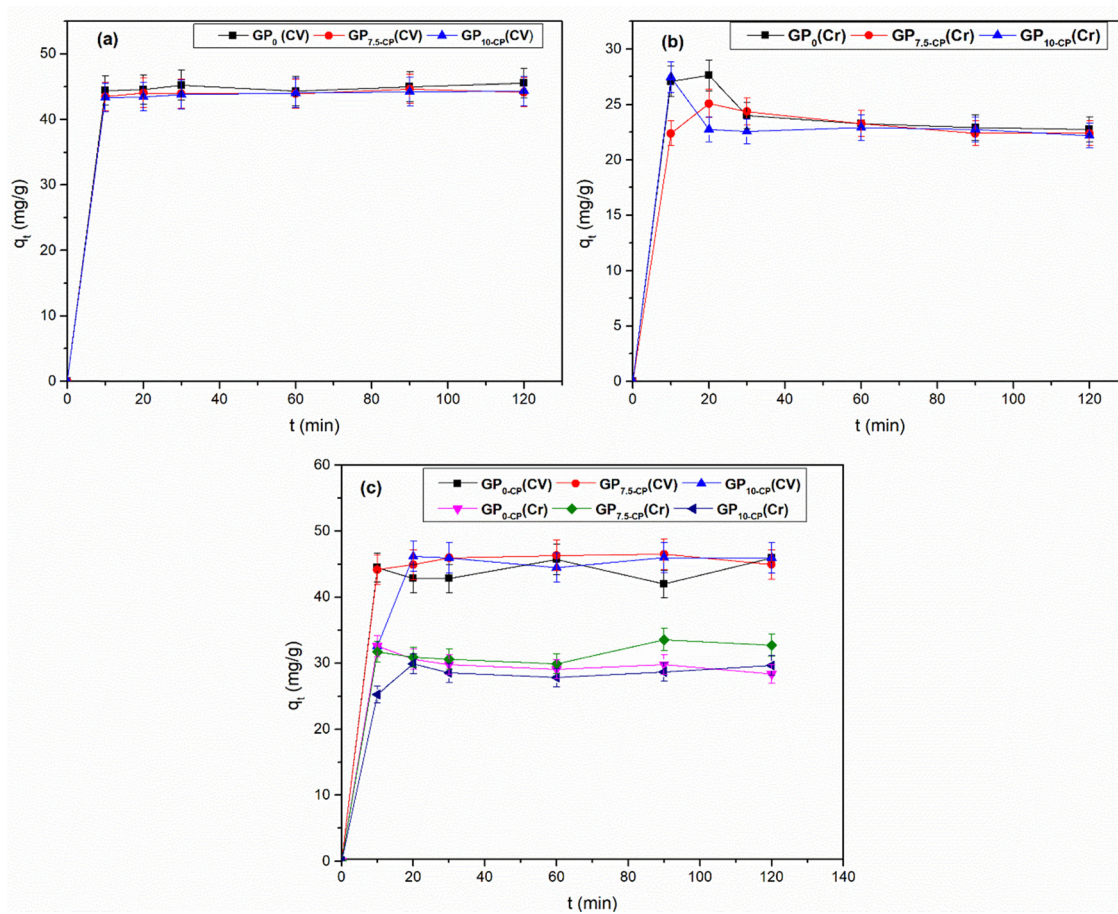 (a) GP0 (CV) GP7.5-CP(CV) GP10-CP(CV)
50
40
30
20
10
0
qt (mg/g)
0 20 40 60 80 100 120
t (min)
(b) GP0(Cr) GP7.5-CP(Cr) GP10-CP(Cr)
30
25
20
15
10
5
0
qt (mg/g)
0 20 40 60 80 100 120
t (min)
(c) GP0-CP(CV) GP7.5-CP(CV) GP10-CP(CV)
GP0-CP(Cr) GP7.5-CP(Cr) GP10-CP(Cr)
60
50
40
30
20
10
0
qt (mg/g)
0 20 40 60 80 100 120 140
t (min)